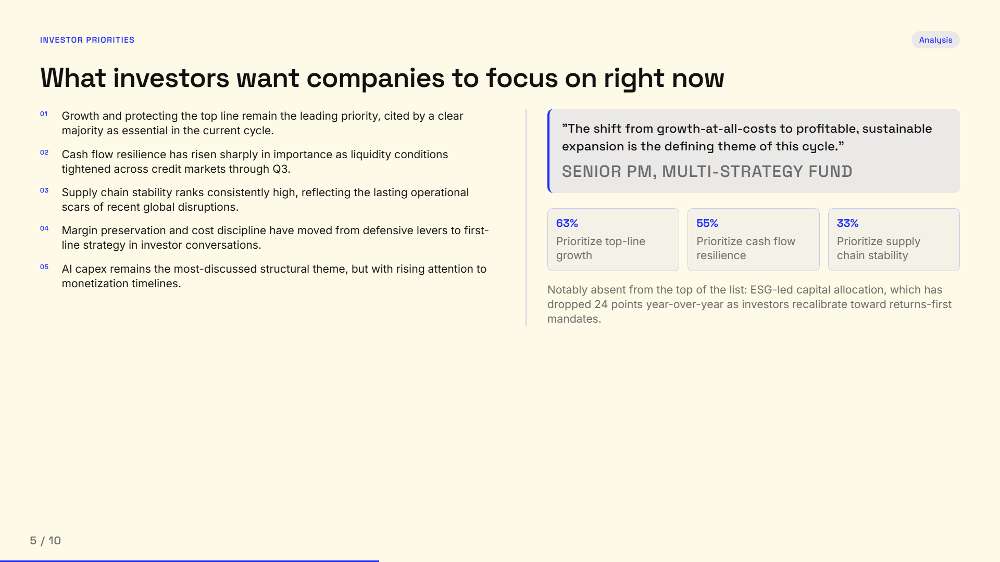 INVESTOR PRIORITIES
Analysis
What investors want companies to focus on right now
01
Growth and protecting the top line remain the leading priority, cited by a clear
majority as essential in the current cycle.
02
Cash flow resilience has risen sharply in importance as liquidity conditions
tightened across credit markets through Q3.
03
Supply chain stability ranks consistently high, reflecting the lasting operational
scars of recent global disruptions.
04
Margin preservation and cost discipline have moved from defensive levers to first-
line strategy in investor conversations.
05
AI capex remains the most-discussed structural theme, but with rising attention to
monetization timelines.
”The shift from growth-at-all-costs to profitable, sustainable
expansion is the defining theme of this cycle.”
SENIOR PM, MULTI-STRATEGY FUND
63%
Prioritize top-line
growth
55%
Prioritize cash flow
resilience
33%
Prioritize supply
chain stability
Notably absent from the top of the list: ESG-led capital allocation, which has
dropped 24 points year-over-year as investors recalibrate toward returns-first
mandates.
5 / 10